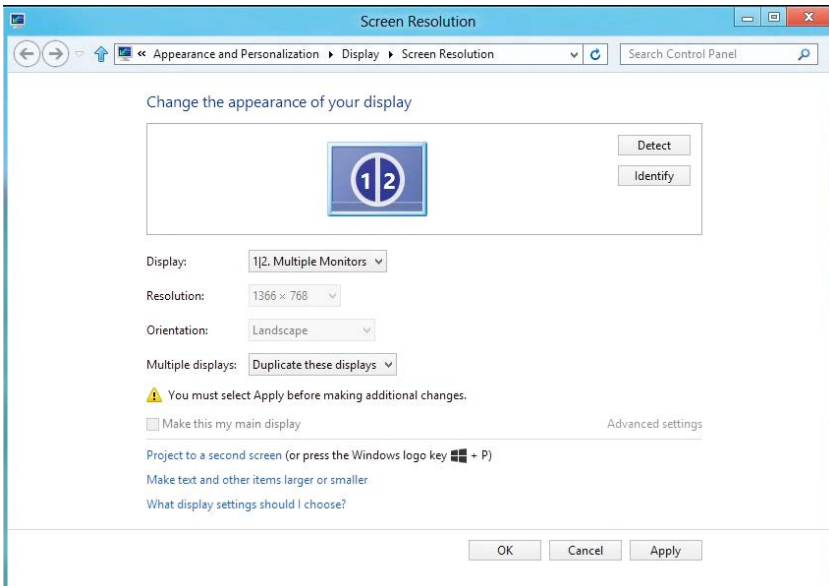 Screen Resolution
« Appearance and Personalization ▸ Display ▸ Screen Resolution
Search Control Panel
Change the appearance of your display
1 2
Detect
Identify
Display: 1|2. Multiple Monitors
Resolution: 1366 × 768
Orientation: Landscape
Multiple displays: Duplicate these displays
You must select Apply before making additional changes.
Make this my main display Advanced settings
Project to a second screen (or press the Windows logo key + P)
Make text and other items larger or smaller
What display settings should I choose?
OK Cancel Apply